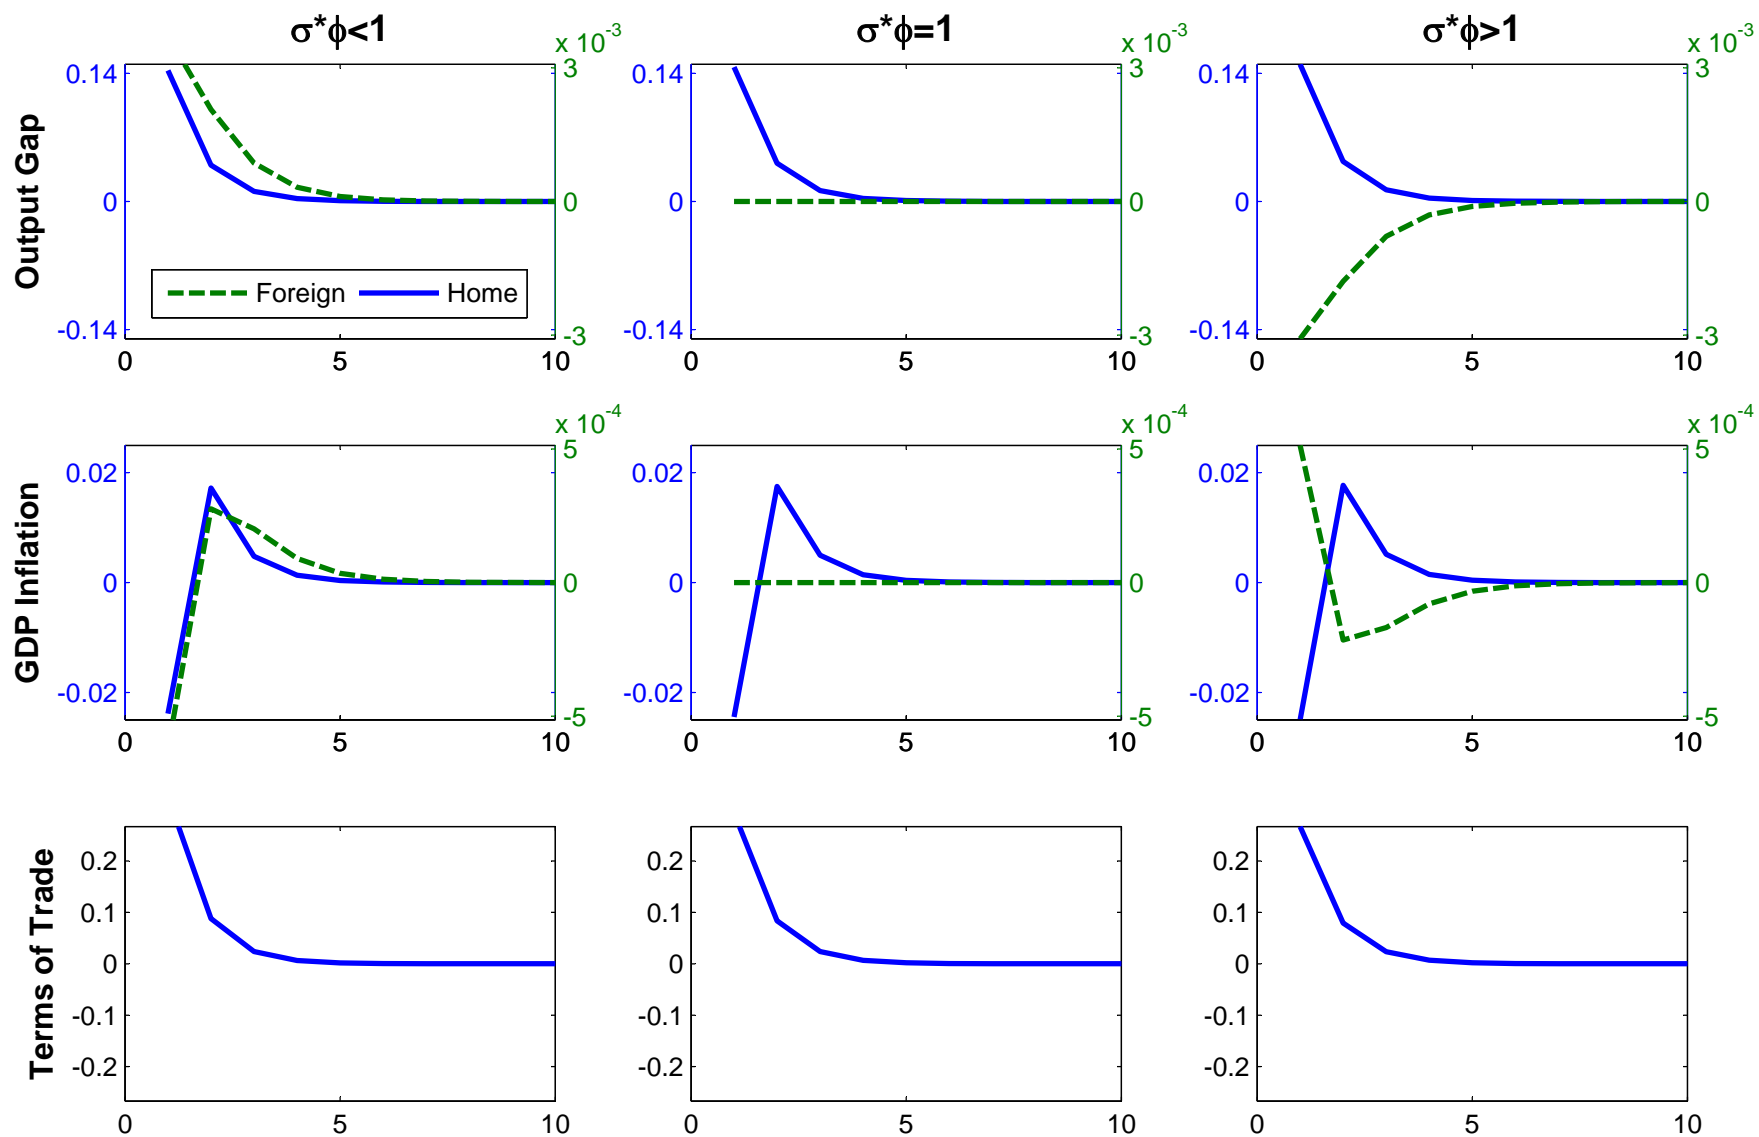 σ*ϕ<1
σ*ϕ=1
σ*ϕ>1
x 10^-3
x 10^-3
x 10^-3
Output Gap
0.14
0
-0.14
3
0
-3
0 5 10
Foreign
Home
0.14
0
-0.14
3
0
-3
0 5 10
0.14
0
-0.14
3
0
-3
0 5 10
x 10^-4
x 10^-4
x 10^-4
GDP Inflation
0.02
0
-0.02
5
0
-5
0 5 10
0.02
0
-0.02
5
0
-5
0 5 10
0.02
0
-0.02
5
0
-5
0 5 10
Terms of Trade
0.2
0.1
0
-0.1
-0.2
0 5 10
0.2
0.1
0
-0.1
-0.2
0 5 10
0.2
0.1
0
-0.1
-0.2
0 5 10